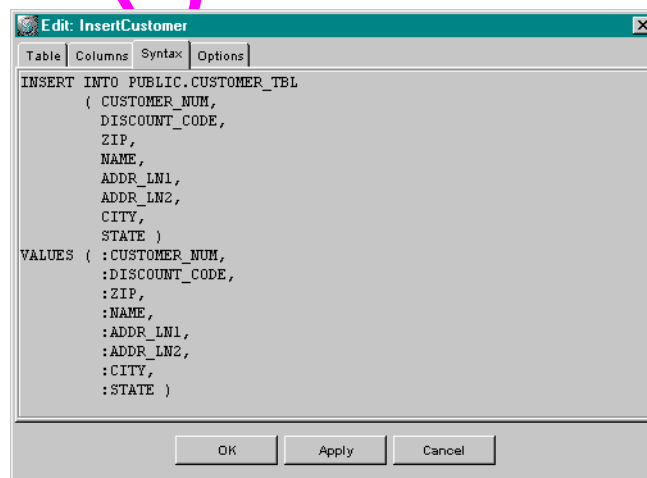 Edit: InsertCustomer
Table Columns Syntax Options
INSERT INTO PUBLIC.CUSTOMER_TBL
( CUSTOMER_NUM,
DISCOUNT_CODE,
ZIP,
NAME,
ADDR_LN1,
ADDR_LN2,
CITY,
STATE )
VALUES ( :CUSTOMER_NUM,
:DISCOUNT_CODE,
:ZIP,
:NAME,
:ADDR_LN1,
:ADDR_LN2,
:CITY,
:STATE )
OK Apply Cancel